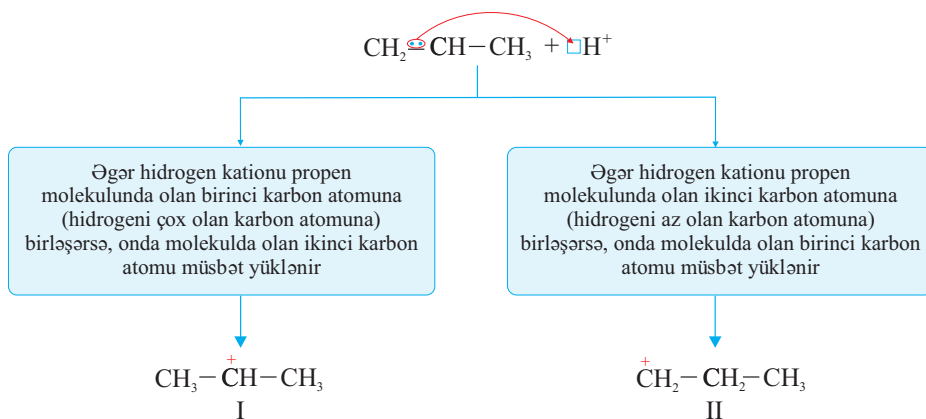 CH₂=CH−CH₃ + □H⁺
Əgər hidrogen kationu propen
molekulunda olan birinci karbon atomuna
(hidrogeni çox olan karbon atomuna)
birləşərsə, onda molekulda olan ikinci karbon
atomu müsbət yüklənir
Əgər hidrogen kationu propen
molekulunda olan ikinci karbon atomuna
(hidrogeni az olan karbon atomuna)
birləşərsə, onda molekulda olan birinci karbon
atomu müsbət yüklənir
+
CH₃−CH−CH₃
I
+
CH₂−CH₂−CH₃
II